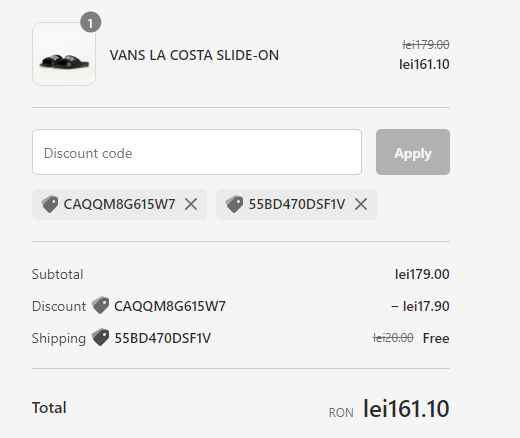 1
VANS LA COSTA SLIDE-ON
lei179.00
lei161.10
Discount code
Apply
CAQQM8G615W7
55BD470DSF1V
Subtotal lei179.00
Discount CAQQM8G615W7 − lei17.90
Shipping 55BD470DSF1V lei20.00 Free
Total RON lei161.10